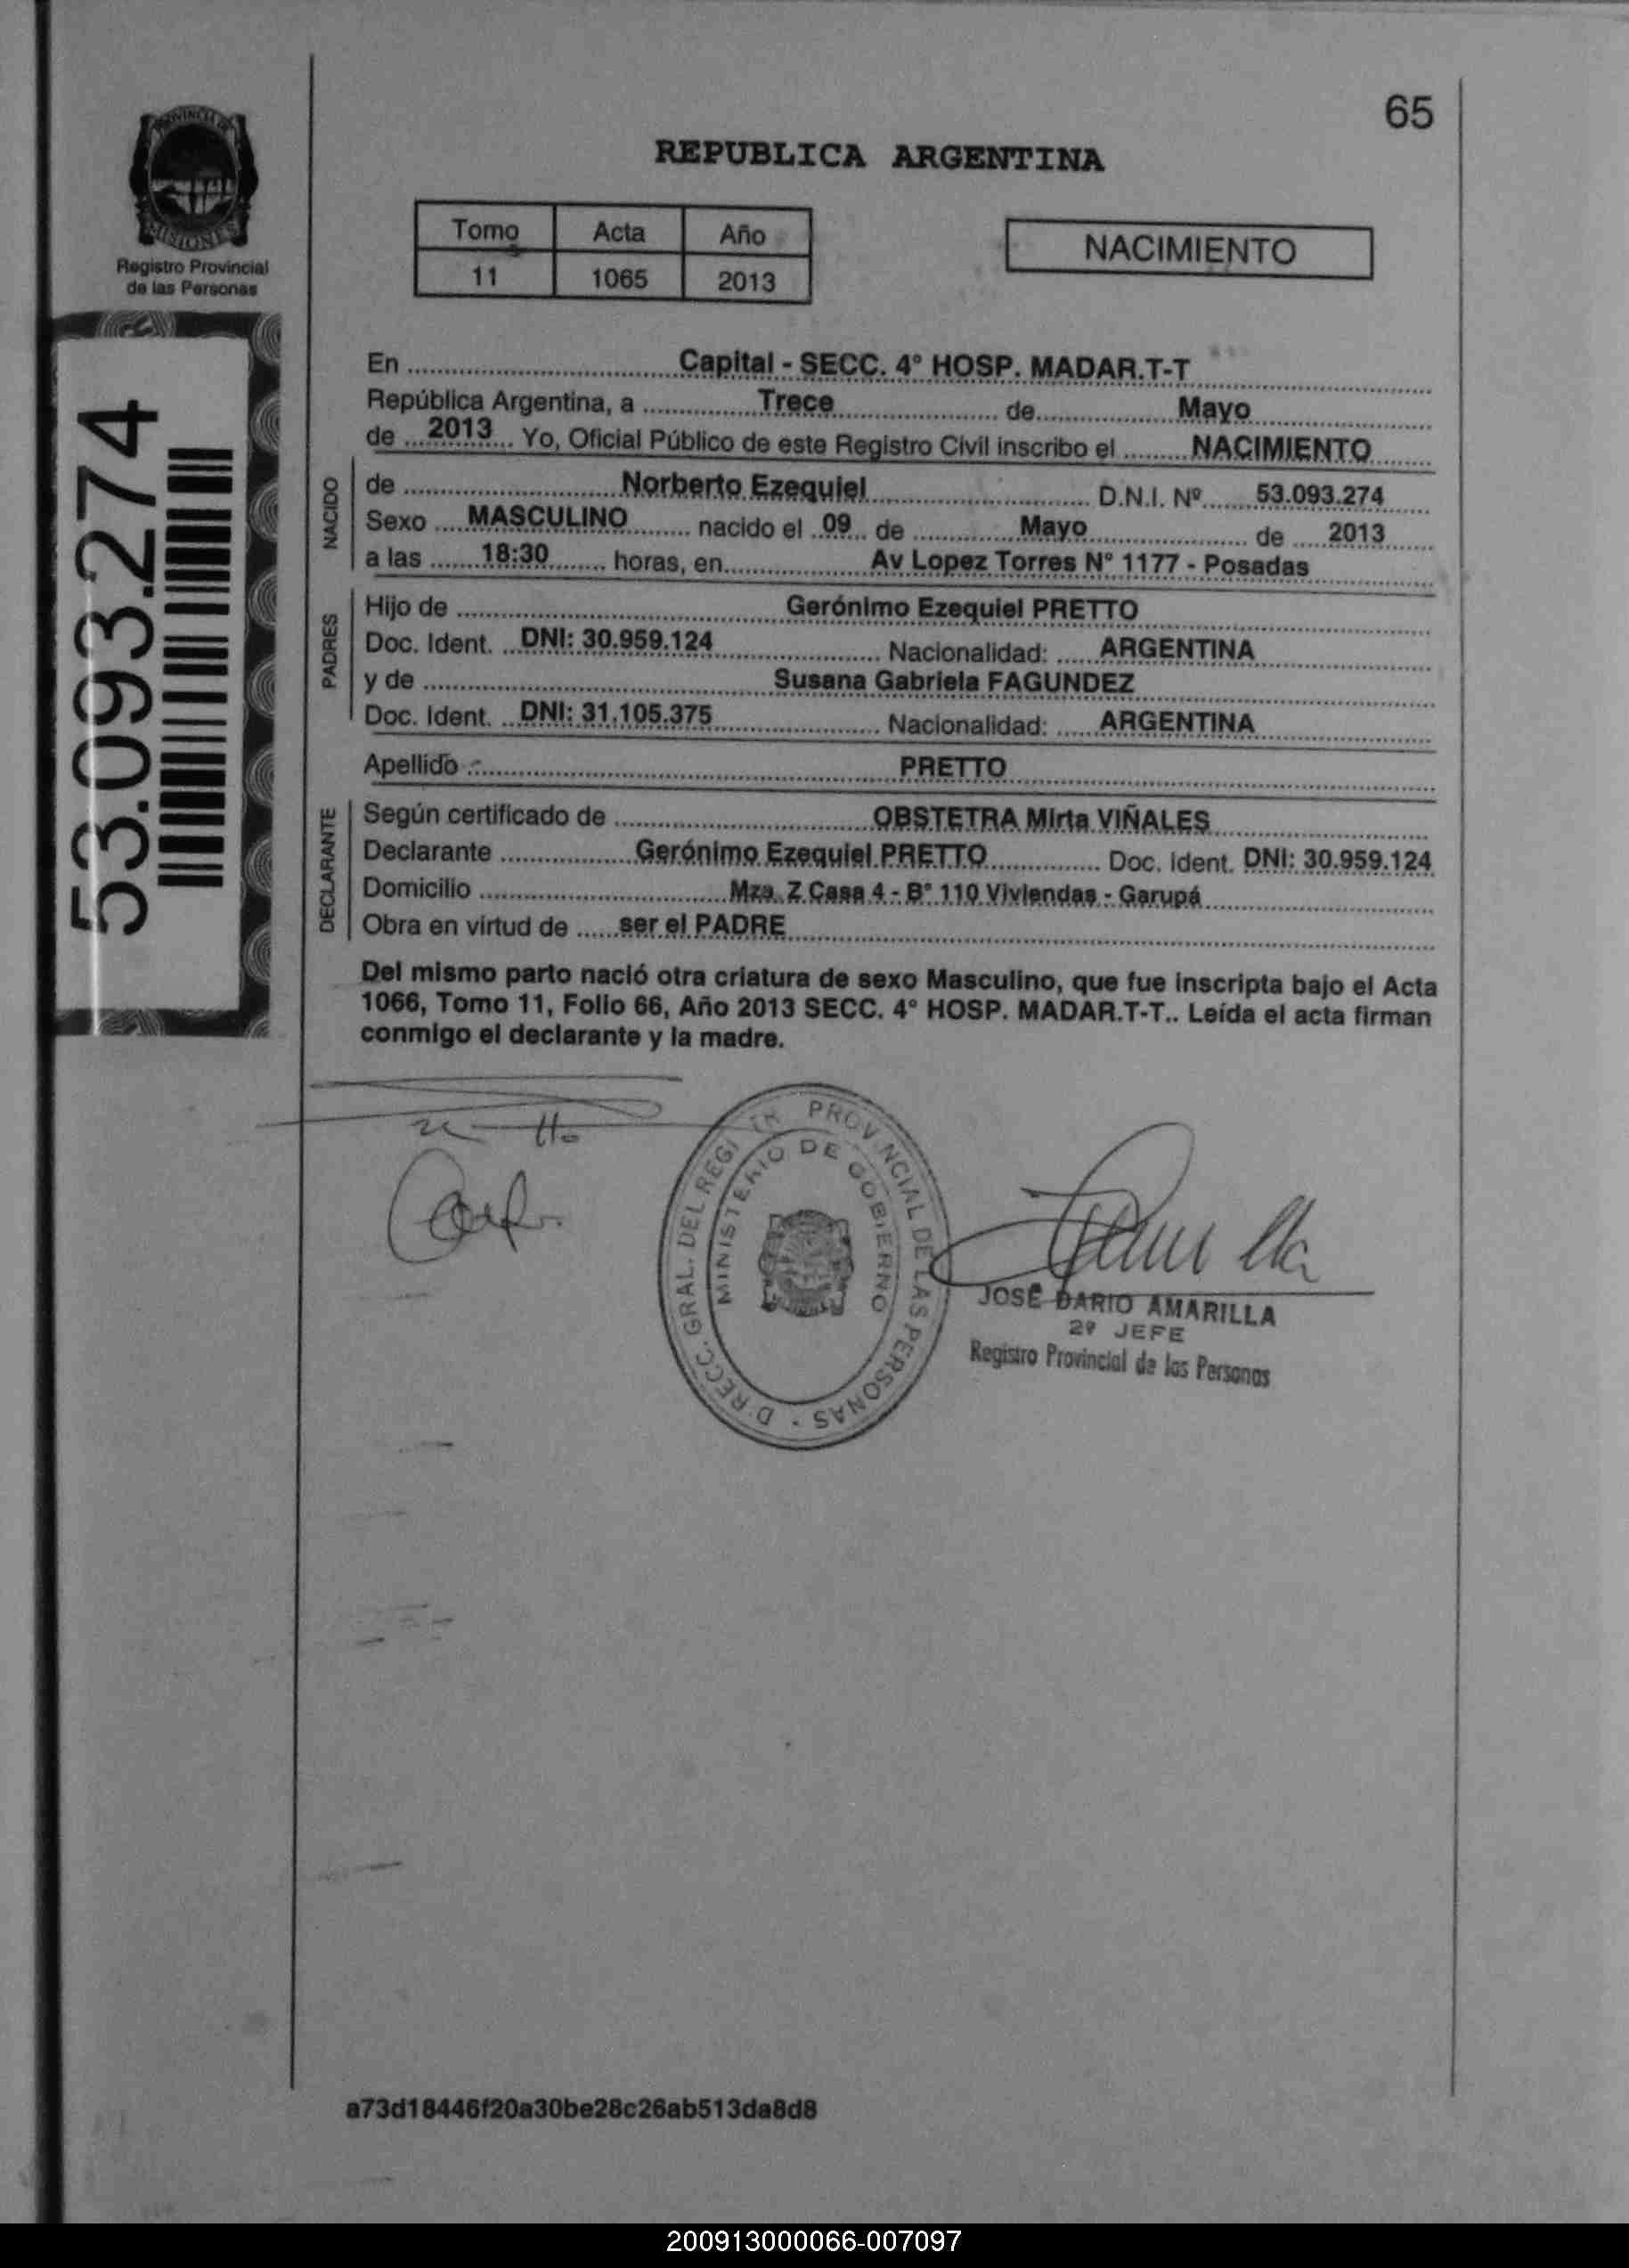 65
PROVINCIA DE
MISIONES
Registro Provincial
de las Personas
53.093.274
REPUBLICA ARGENTINA
Tomo Acta Año
11 1065 2013
NACIMIENTO
En Capital - SECC. 4° HOSP. MADAR.T-T
República Argentina, a Trece de Mayo
de 2013 Yo, Oficial Público de este Registro Civil inscribo el NACIMIENTO
NACIDO
de Norberto Ezequiel D.N.I. Nº 53.093.274
Sexo MASCULINO nacido el 09 de Mayo de 2013
a las 18:30 horas, en Av Lopez Torres N° 1177 - Posadas
PADRES
Hijo de Gerónimo Ezequiel PRETTO
Doc. Ident. DNI: 30.959.124 Nacionalidad: ARGENTINA
y de Susana Gabriela FAGUNDEZ
Doc. Ident. DNI: 31.105.375 Nacionalidad: ARGENTINA
Apellido PRETTO
DECLARANTE
Según certificado de OBSTETRA Mirta VIÑALES
Declarante Gerónimo Ezequiel PRETTO Doc. Ident. DNI: 30.959.124
Domicilio Mza. Z Casa 4 - B° 110 Viviendas - Garupá
Obra en virtud de ser el PADRE
Del mismo parto nació otra criatura de sexo Masculino, que fue inscripta bajo el Acta
1066, Tomo 11, Folio 66, Año 2013 SECC. 4° HOSP. MADAR.T-T.. Leída el acta firman
conmigo el declarante y la madre.
PROVINCIAL DE LAS PERSONAS
GRAL. DEL
MINISTERIO DE GOBIERNO
JOSÉ DARIO AMARILLA
2º JEFE
Registro Provincial de las Personas
a73d18446f20a30be28c26ab513da8d8
200913000066-007097